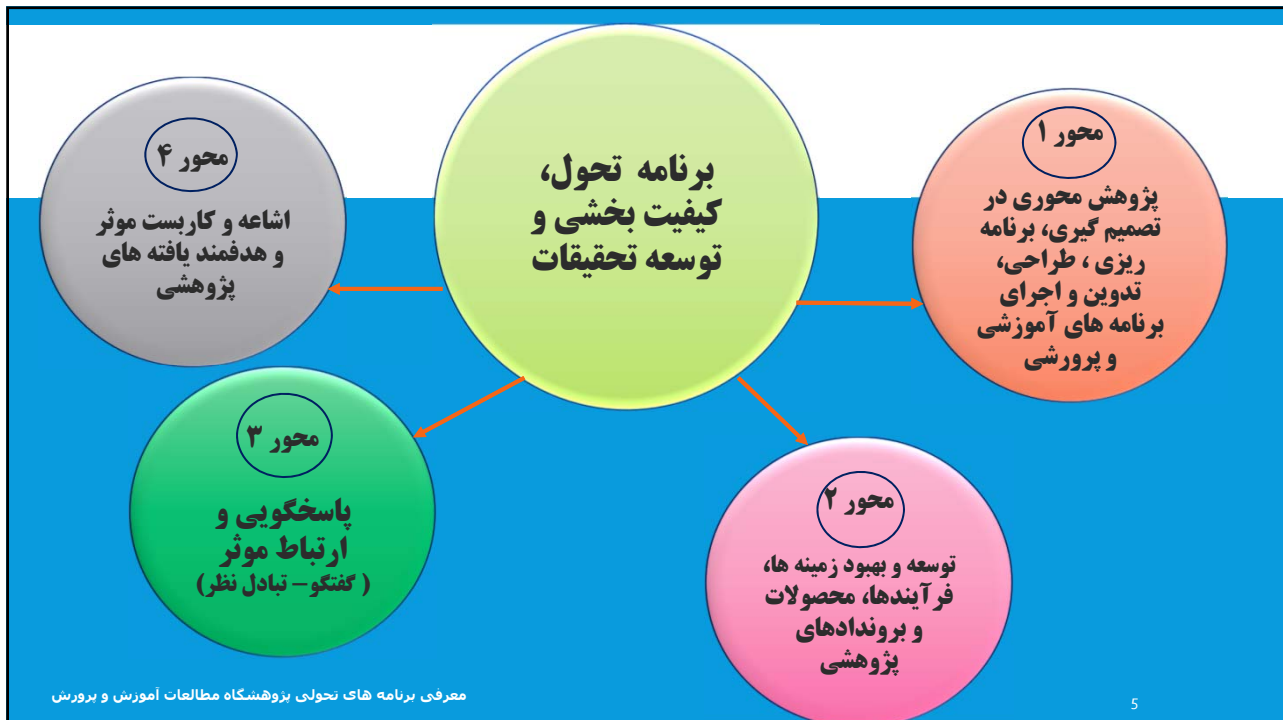 برنامه تحول،
کیفیت بخشی و
توسعه تحقیقات
محور ۱
پژوهش محوری در
تصمیم گیری، برنامه
ریزی ، طراحی،
تدوین و اجرای
برنامه های آموزشی
و پرورشی
محور ۲
توسعه و بهبود زمینه ها،
فرآیندها، محصولات
و بروندادهای
پژوهشی
محور ۳
پاسخگویی و
ارتباط موثر
( گفتگو– تبادل نظر)
محور ۴
اشاعه و کاربست موثر
و هدفمند یافته های
پژوهشی
معرفی برنامه های تحولی پژوهشگاه مطالعات آموزش و پرورش
5